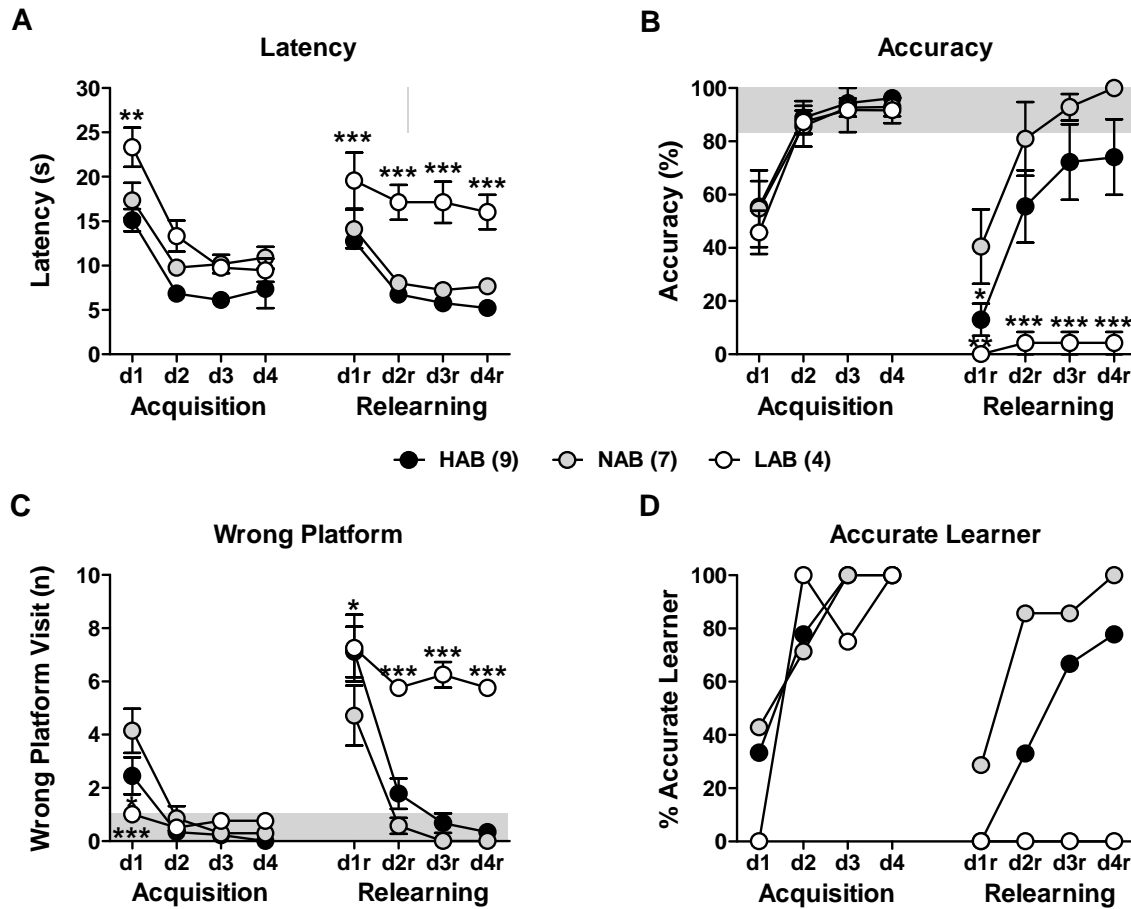 A
Latency
Latency (s)
30
25
20
15
10
5
0
**
***
***
***
***
d1 d2 d3 d4 d1r d2r d3r d4r
Acquisition Relearning
B
Accuracy
Accuracy (%)
100
80
60
40
20
0
*
**
***
***
***
d1 d2 d3 d4 d1r d2r d3r d4r
Acquisition Relearning
HAB (9) NAB (7) LAB (4)
C
Wrong Platform
Wrong Platform Visit (n)
10
8
6
4
2
0
*
***
*
***
***
***
d1 d2 d3 d4 d1r d2r d3r d4r
Acquisition Relearning
D
Accurate Learner
% Accurate Learner
100
80
60
40
20
0
d1 d2 d3 d4 d1r d2r d3r d4r
Acquisition Relearning